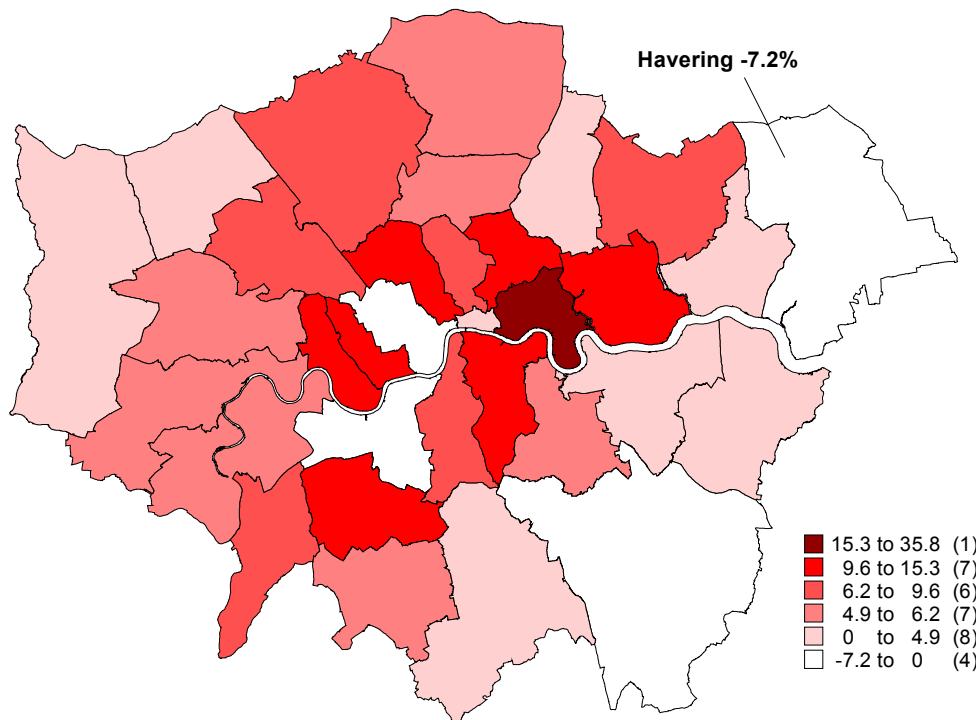 Havering -7.2%
15.3 to 35.8 (1)
9.6 to 15.3 (7)
6.2 to 9.6 (6)
4.9 to 6.2 (7)
0 to 4.9 (8)
-7.2 to 0 (4)